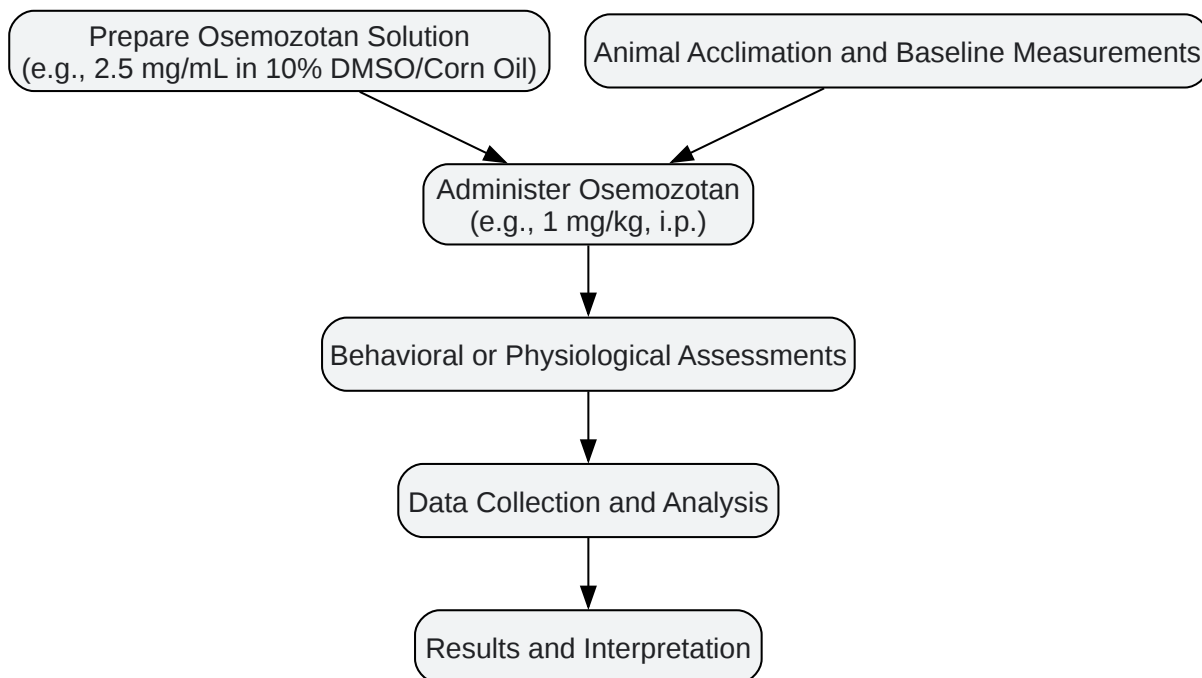 Prepare Osemozotan Solution
(e.g., 2.5 mg/mL in 10% DMSO/Corn Oil)
Animal Acclimation and Baseline Measurements
Administer Osemozotan
(e.g., 1 mg/kg, i.p.)
Behavioral or Physiological Assessments
Data Collection and Analysis
Results and Interpretation